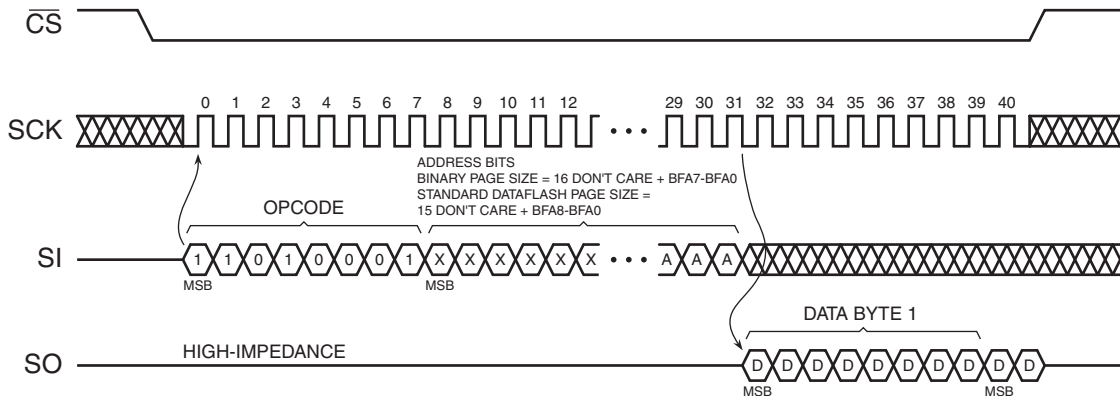 CS
SCK
0 1 2 3 4 5 6 7 8 9 10 11 12 29 30 31 32 33 34 35 36 37 38 39 40
ADDRESS BITS
BINARY PAGE SIZE = 16 DON'T CARE + BFA7-BFA0
STANDARD DATAFLASH PAGE SIZE =
15 DON'T CARE + BFA8-BFA0
OPCODE
SI
1 1 0 1 0 0 0 1 X X X X X X A A A
MSB MSB
DATA BYTE 1
HIGH-IMPEDANCE
SO
D D D D D D D D D D
MSB MSB